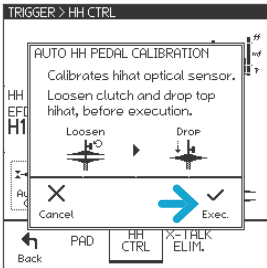 TRIGGER > HH CTRL
AUTO HH PEDAL CALIBRATION
Calibrates hihat optical sensor.
Loosen clutch and drop top
hihat, before execution.
Loosen Drop
HH
H1
Cancel Exec.
Back PAD HH CTRL X-TALK ELIM.